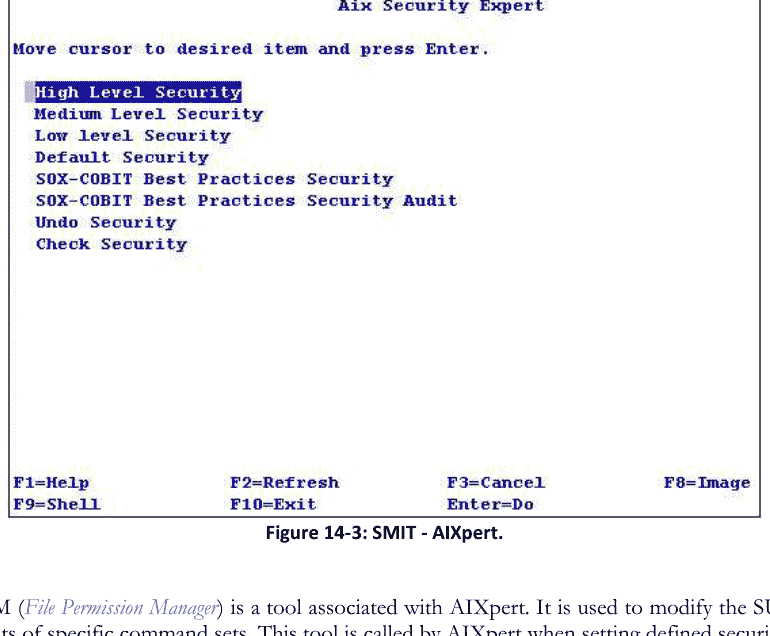 Aix Security Expert
Move cursor to desired item and press Enter.
High Level Security
Medium Level Security
Low level Security
Default Security
SOX-COBIT Best Practices Security
SOX-COBIT Best Practices Security Audit
Undo Security
Check Security
F1=Help F2=Refresh F3=Cancel F8=Image
F9=Shell F10=Exit Enter=Do
Figure 14-3: SMIT - AIXpert.
(File Permission Manager) is a tool associated with AIXpert. It is used to modify the
of specific command sets. This tool is called by AIXpert when setting defined